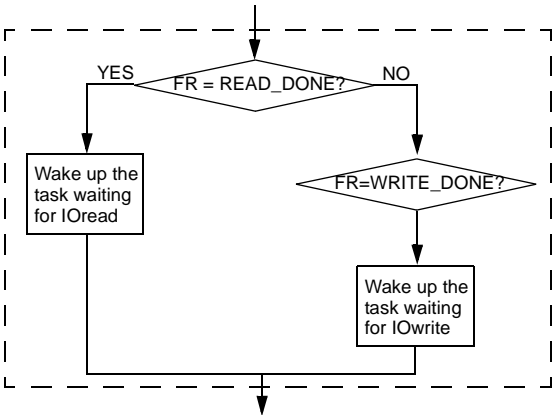 YES
FR = READ_DONE?
NO
Wake up the
task waiting
for IOread
FR=WRITE_DONE?
Wake up the
task waiting
for IOwrite